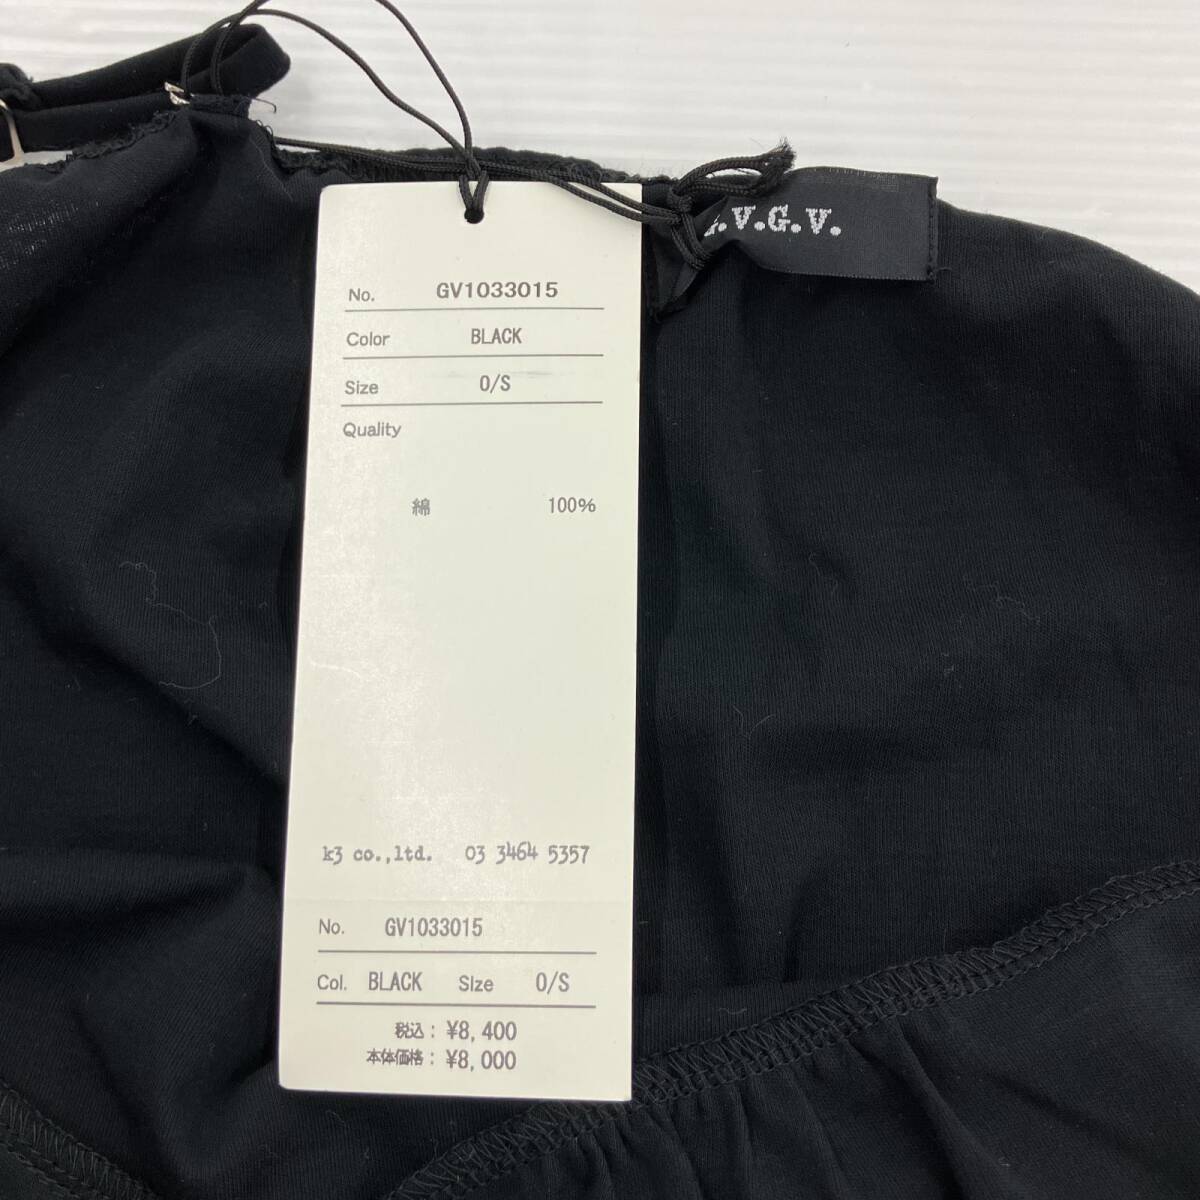 .V.G.V.
No. GV1033015
Color BLACK
Size 0/S
Quality
綿 100%
k3 co.,ltd. 03 3464 5357
No. GV1033015
Col. BLACK Size 0/S
税込: ¥8,400
本体価格: ¥8,000